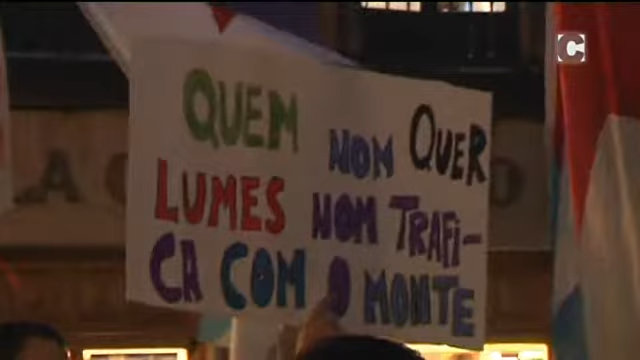 QUEM NOM QUER
LUMES NOM TRAFI-
CA COM O MONTE
C